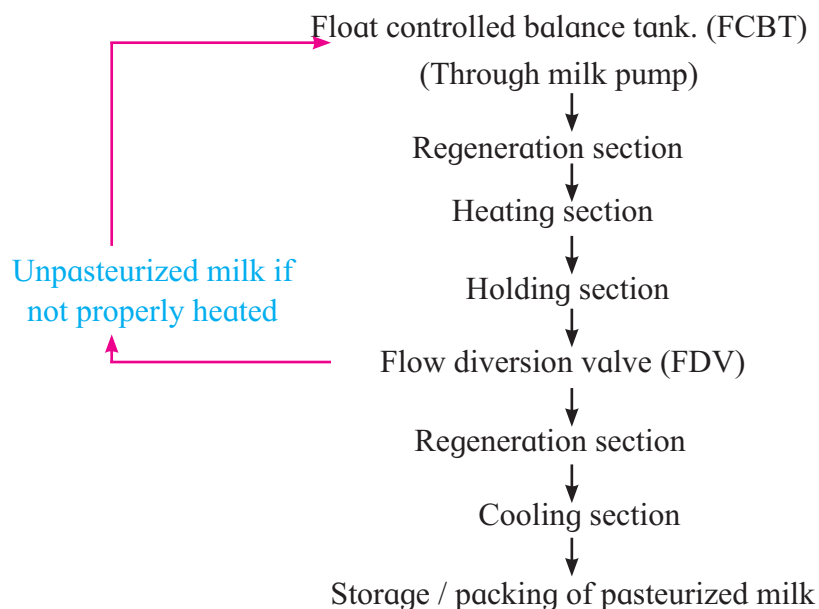 Float controlled balance tank. (FCBT)
(Through milk pump)
Regeneration section
Heating section
Unpasteurized milk if
not properly heated
Holding section
Flow diversion valve (FDV)
Regeneration section
Cooling section
Storage / packing of pasteurized milk